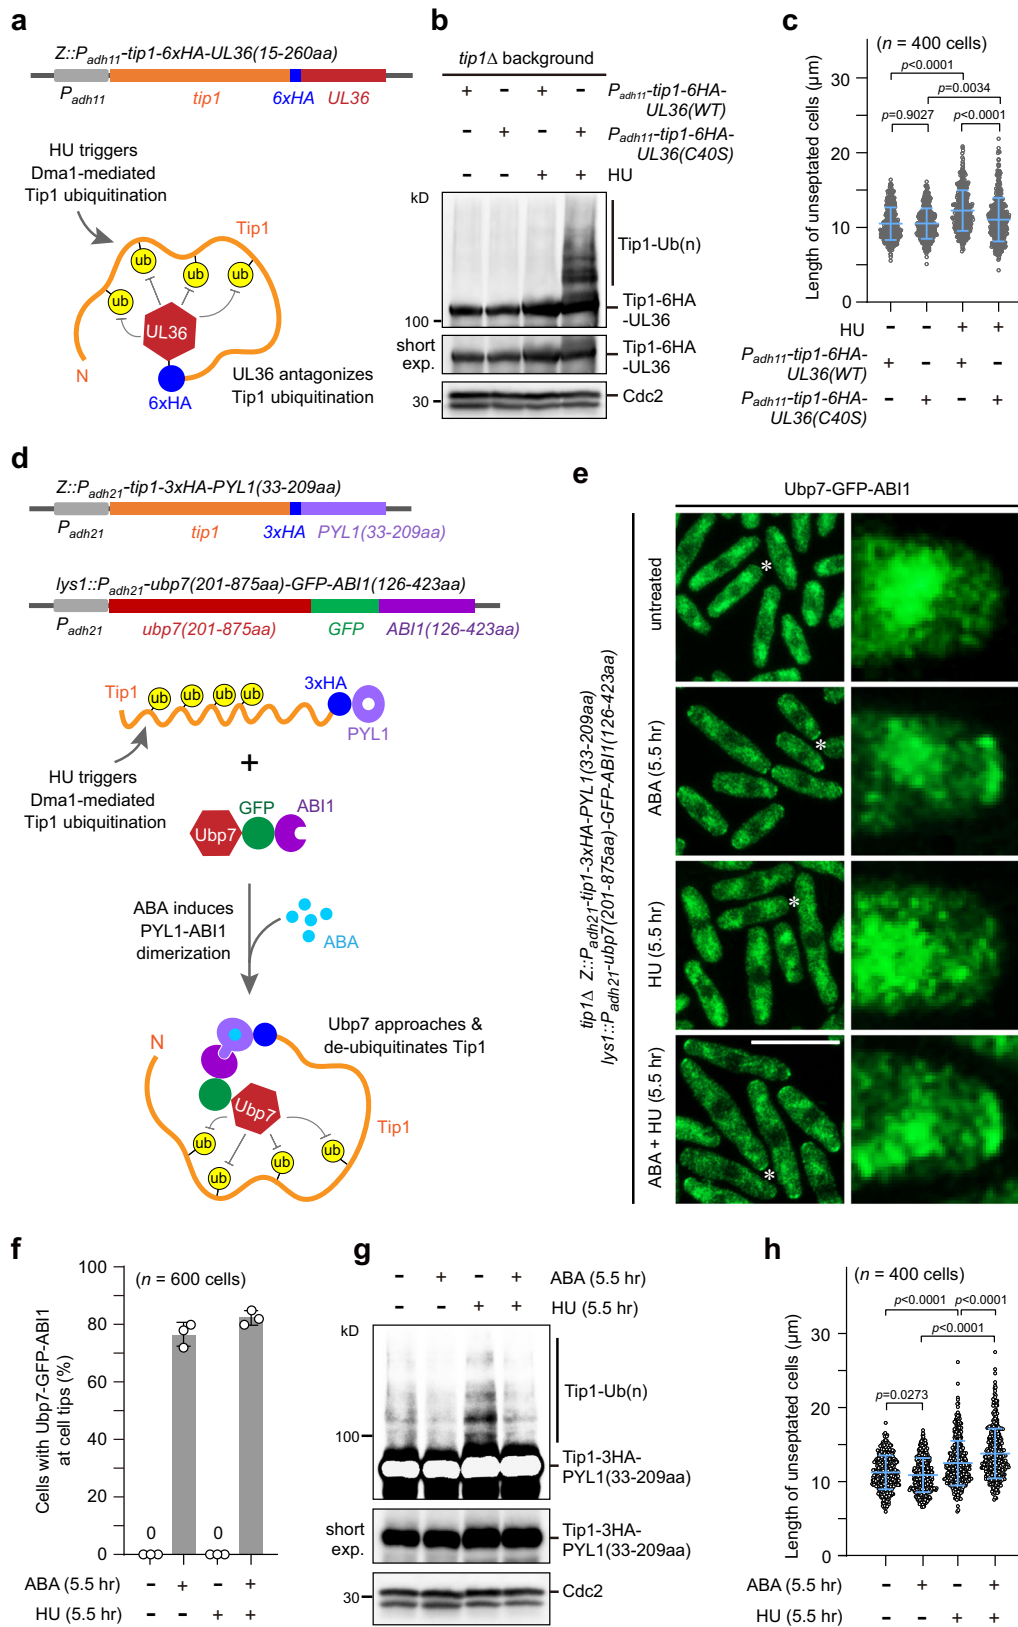 a
Z::Padh11-tip1-6xHA-UL36(15-260aa)
Padh11
tip1
6xHA
UL36
HU triggers
Dma1-mediated
Tip1 ubiquitination
Tip1
ub
ub
ub
ub
UL36
N
6xHA
UL36 antagonizes
Tip1 ubiquitination
b
tip1Δ background
+ - + - Padh11-tip1-6HA-
UL36(WT)
- + - + Padh11-tip1-6HA-
UL36(C40S)
- - + + HU
kD
Tip1-Ub(n)
Tip1-6HA
-UL36
100
short
exp.
Tip1-6HA
-UL36
30
Cdc2
c
(n = 400 cells)
p<0.0001
p=0.0034
p=0.9027
p<0.0001
Length of unseptated cells (μm)
30
20
10
0
HU - - + +
Padh11-tip1-6HA-
UL36(WT) + - + -
Padh11-tip1-6HA-
UL36(C40S) - + - +
d
Z::Padh21-tip1-3xHA-PYL1(33-209aa)
Padh21
tip1
3xHA
PYL1(33-209aa)
lys1::Padh21-ubp7(201-875aa)-GFP-ABI1(126-423aa)
Padh21
ubp7(201-875aa)
GFP
ABI1(126-423aa)
Tip1
ub
ub
ub
ub
3xHA
PYL1
HU triggers
Dma1-mediated
Tip1 ubiquitination
+
GFP
ABI1
Ubp7
ABA induces
PYL1-ABI1
dimerization
ABA
Ubp7 approaches &
de-ubiquitinates Tip1
N
Ubp7
Tip1
ub
ub
ub
ub
e
Ubp7-GFP-ABI1
tip1Δ Z::Padh21-tip1-3xHA-PYL1(33-209aa)
lys1::Padh21-ubp7(201-875aa)-GFP-ABI1(126-423aa)
untreated
*
ABA (5.5 hr)
*
HU (5.5 hr)
*
ABA + HU (5.5 hr)
*
f
(n = 600 cells)
Cells with Ubp7-GFP-ABI1
at cell tips (%)
100
80
60
40
20
0
0
0
ABA (5.5 hr) - + - +
HU (5.5 hr) - - + +
g
- + - + ABA (5.5 hr)
- - + + HU (5.5 hr)
kD
Tip1-Ub(n)
100
Tip1-3HA-
PYL1(33-209aa)
short
exp.
Tip1-3HA-
PYL1(33-209aa)
30
Cdc2
h
(n = 400 cells)
p<0.0001
p<0.0001
p<0.0001
p=0.0273
Length of unseptated cells (μm)
30
20
10
0
ABA (5.5 hr) - + - +
HU (5.5 hr) - - + +